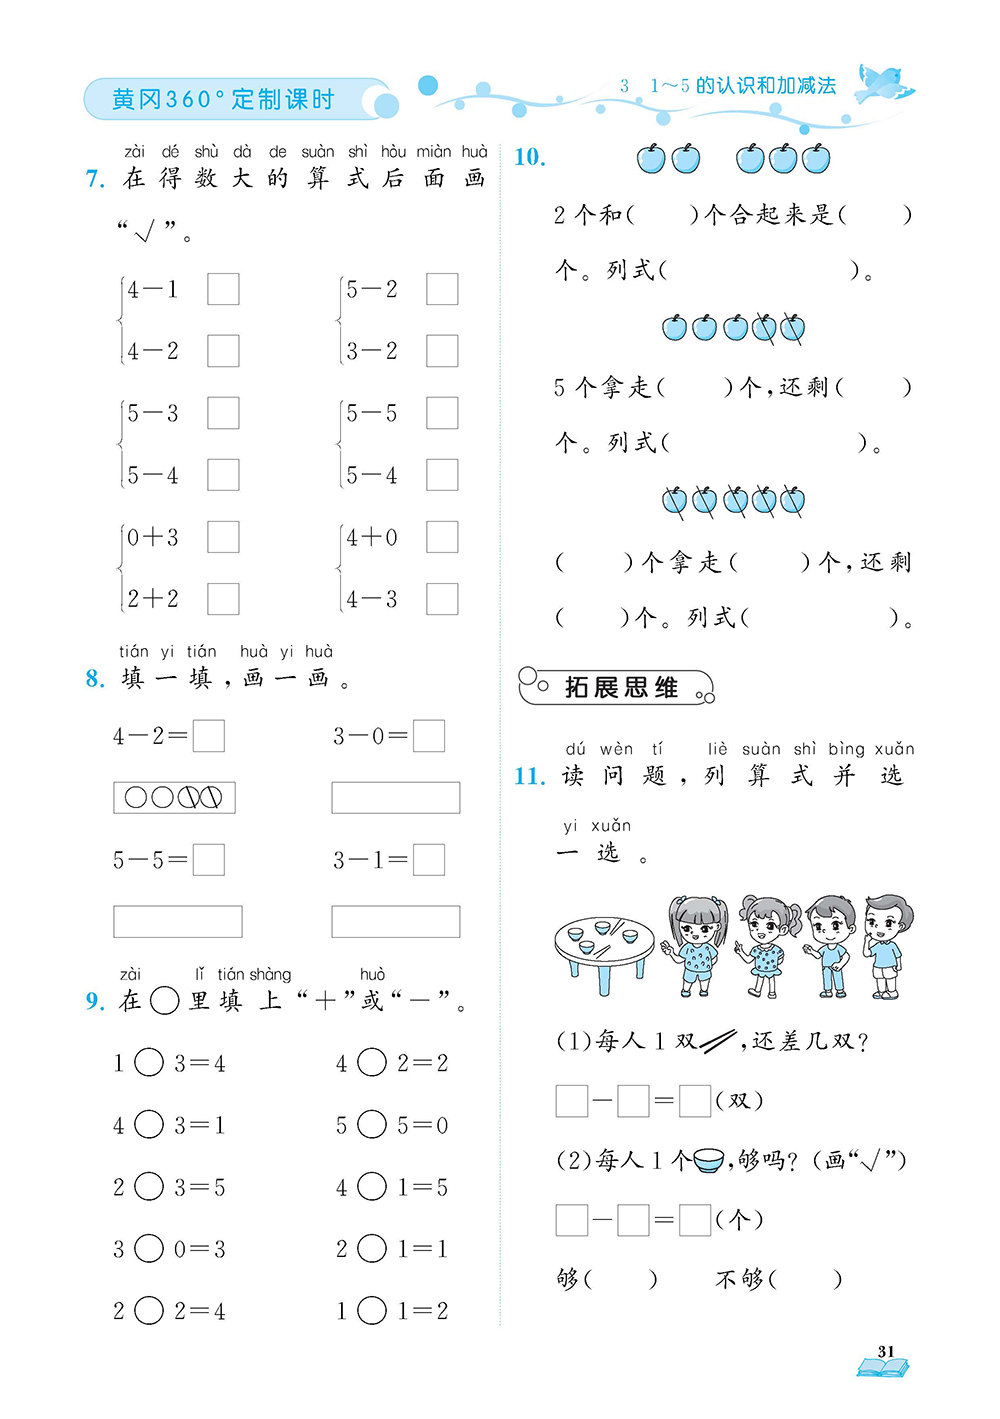 黄冈360°定制课时
3 1～5的认识和加减法
zài dé shù dà de suàn shì hòu miàn huà
7. 在得数大的算式后面画
“√”。
4－1 □ 5－2 □
4－2 □ 3－2 □
5－3 □ 5－5 □
5－4 □ 5－4 □
0＋3 □ 4＋0 □
2＋2 □ 4－3 □
tián yi tián huà yi huà
8. 填一填,画一画。
4－2＝□ 3－0＝□
5－5＝□ 3－1＝□
zài lǐ tián shàng huò
9. 在○里填上“＋”或“－”。
1○3＝4 4○2＝2
4○3＝1 5○5＝0
2○3＝5 4○1＝5
3○0＝3 2○1＝1
2○2＝4 1○1＝2
10.
2个和( )个合起来是( )
个。列式( )。
5个拿走( )个,还剩( )
个。列式( )。
( )个拿走( )个,还剩
( )个。列式( )。
拓展思维
dú wèn tí liè suàn shì bìng xuǎn
11. 读问题,列算式并选
yi xuǎn
一选。
(1)每人1双 ,还差几双?
□－□＝□(双)
(2)每人1个 ,够吗?(画“√”)
□－□＝□(个)
够( ) 不够( )
31